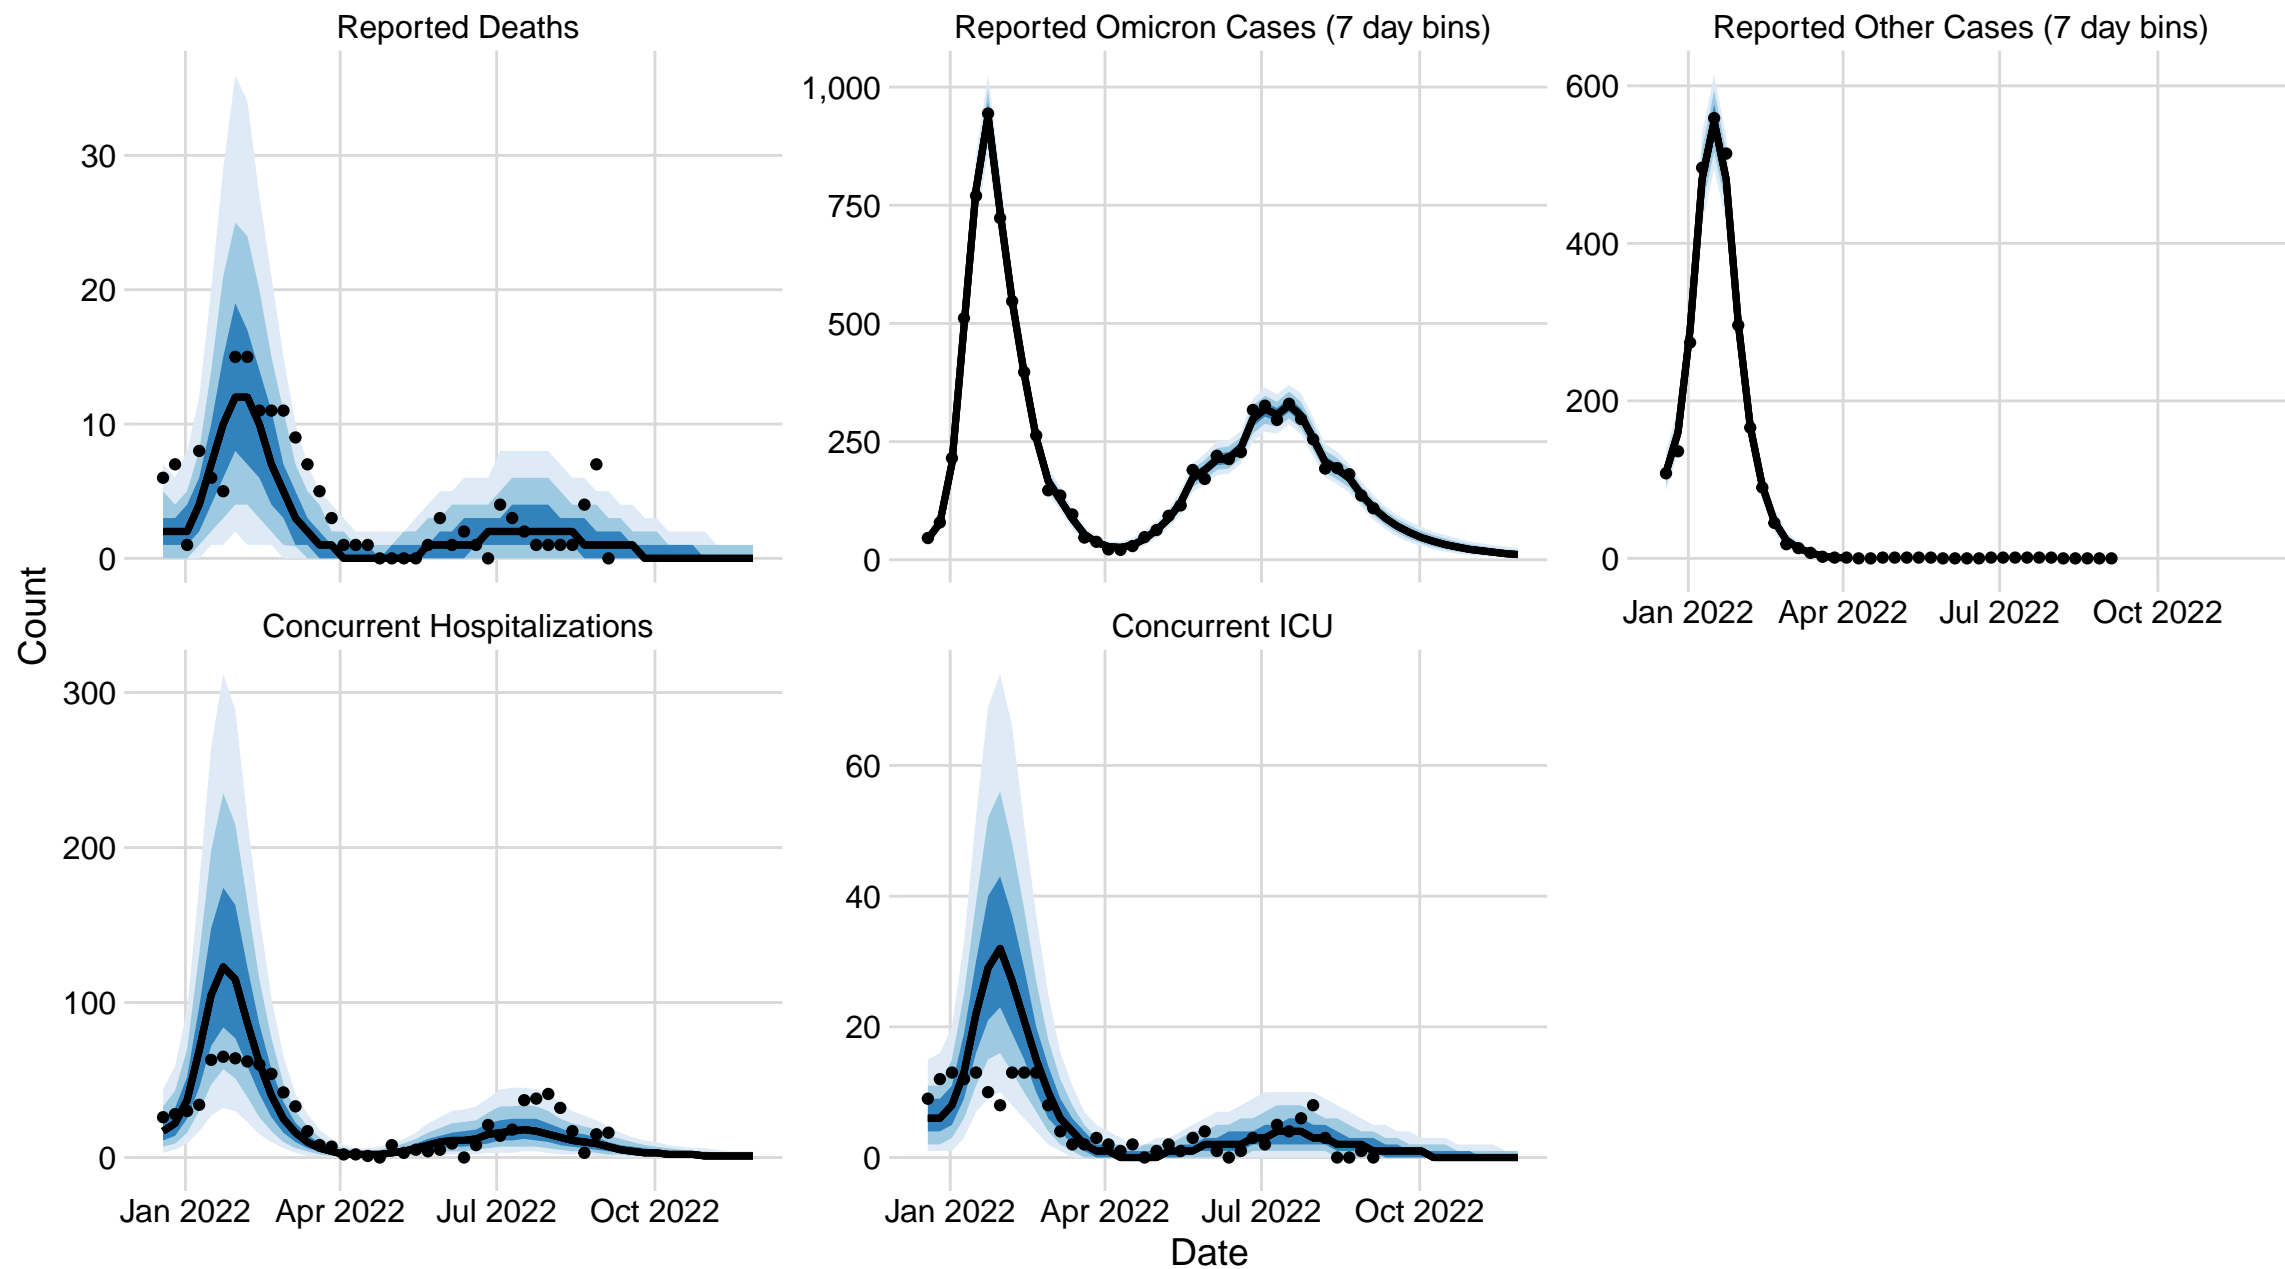 Reported Deaths
Reported Omicron Cases (7 day bins)
Reported Other Cases (7 day bins)
30
20
10
0
1,000
750
500
250
0
600
400
200
0
Jan 2022 Apr 2022 Jul 2022 Oct 2022
Count
Concurrent Hospitalizations
Concurrent ICU
300
200
100
0
60
40
20
0
Jan 2022 Apr 2022 Jul 2022 Oct 2022
Jan 2022 Apr 2022 Jul 2022 Oct 2022
Date